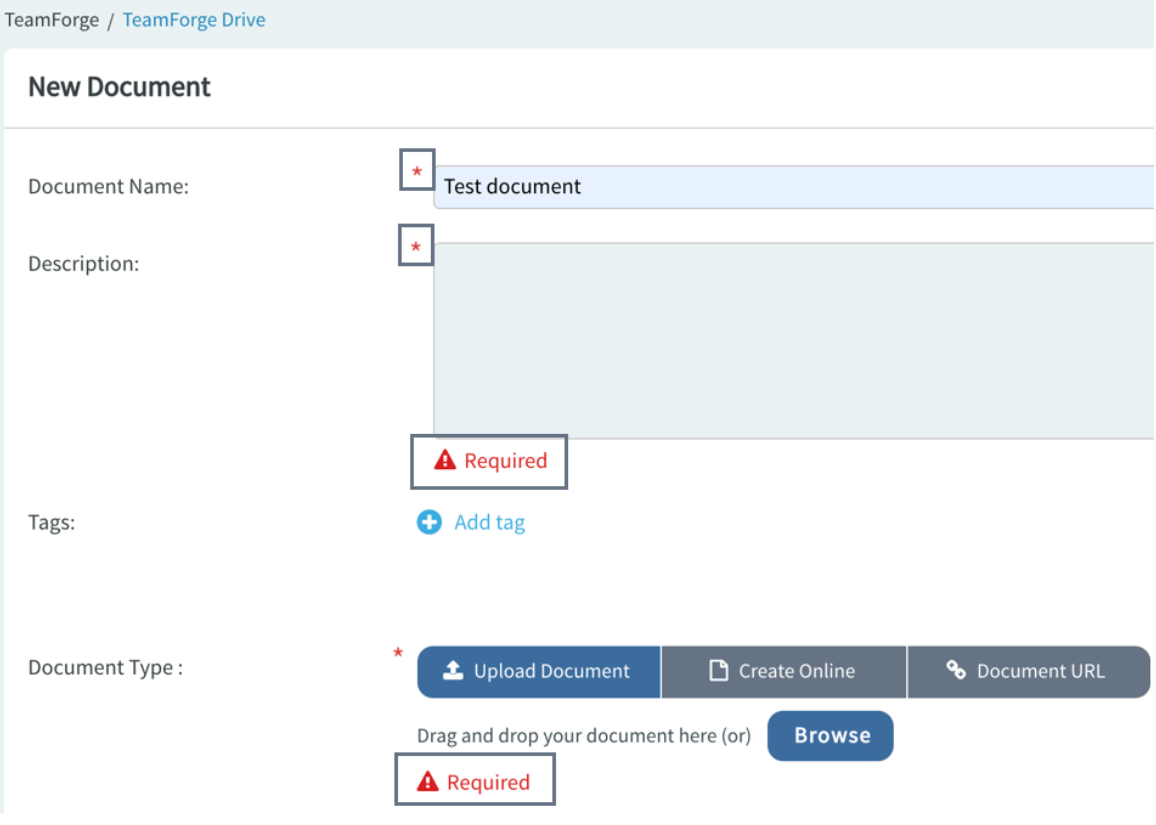 TeamForge / TeamForge Drive
New Document
Document Name:
* Test document
Description:
*
Required
Tags:
Add tag
Document Type :
* Upload Document Create Online Document URL
Drag and drop your document here (or) Browse
Required